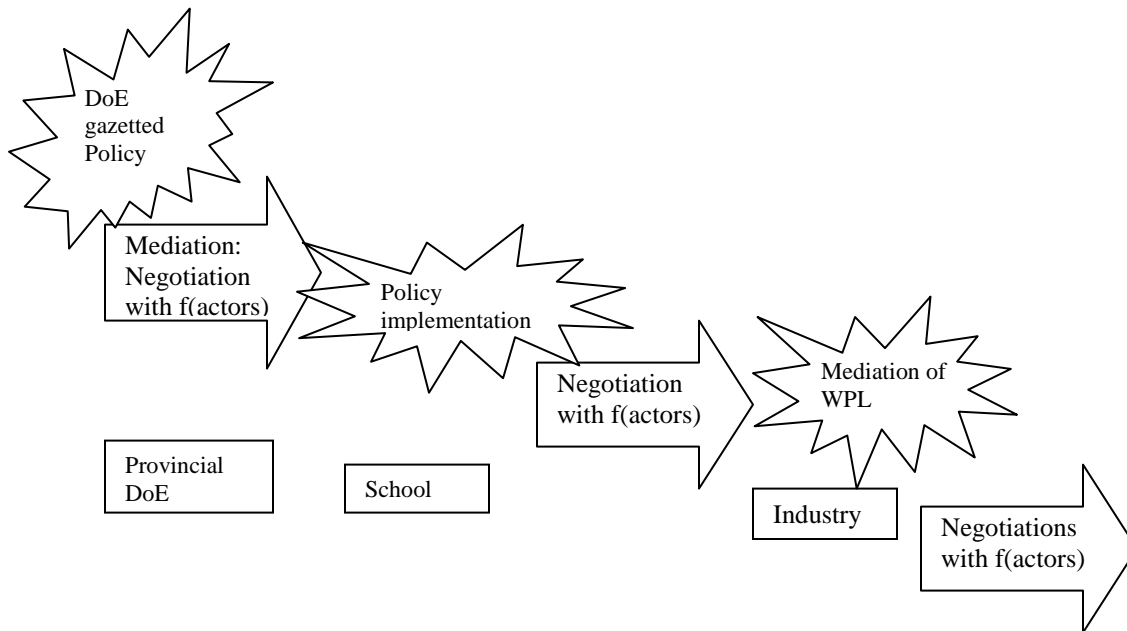 DoE
gazetted
Policy
Mediation:
Negotiation
with f(actors)
Policy
implementation
Negotiation
with f(actors)
Mediation of
WPL
Provincial
DoE
School
Industry
Negotiations
with f(actors)